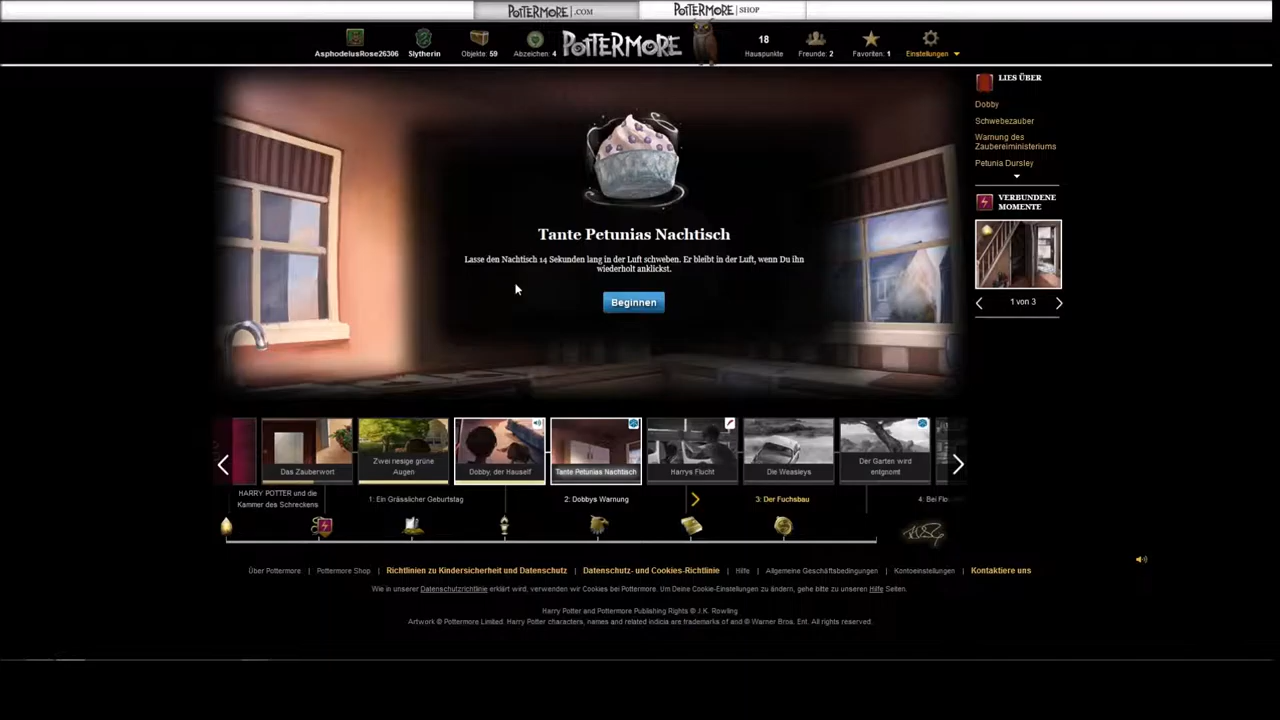 POTTERMORE .COM
POTTERMORE SHOP
AsphodelusRose26306
Slytherin
Objekte: 59
Abzeichen: 4
POTTERMORE
18
Hauspunkte
Freunde: 2
Favoriten: 1
Einstellungen
LIES ÜBER
Dobby
Schwebezauber
Warnung des
Zaubereiministeriums
Petunia Dursley
VERBUNDENE
MOMENTE
1 von 3
Tante Petunias Nachtisch
Lasse den Nachtisch 14 Sekunden lang in der Luft schweben. Er bleibt in der Luft, wenn Du ihn
wiederholt anklickst.
Beginnen
Das Zauberwort
Zwei riesige grüne
Augen
Dobby, der Hauself
Tante Petunias Nachtisch
Harrys Flucht
Die Weasleys
Der Garten wird
entgnomt
HARRY POTTER und die
Kammer des Schreckens
1: Ein Grässlicher Geburtstag
2: Dobbys Warnung
3: Der Fuchsbau
4: Bei Flo
Über Pottermore | Pottermore Shop | Richtlinien zu Kindersicherheit und Datenschutz | Datenschutz- und Cookies-Richtlinie | Hilfe | Allgemeine Geschäftsbedingungen | Kontoeinstellungen | Kontaktiere uns
Wie in unserer Datenschutzrichtlinie erklärt wird, verwenden wir Cookies bei Pottermore. Um Deine Cookie-Einstellungen zu ändern, gehe bitte zu unseren Hilfe Seiten.
Harry Potter and Pottermore Publishing Rights © J.K. Rowling
Artwork © Pottermore Limited. Harry Potter characters, names and related indicia are trademarks of and © Warner Bros. Ent. All rights reserved.